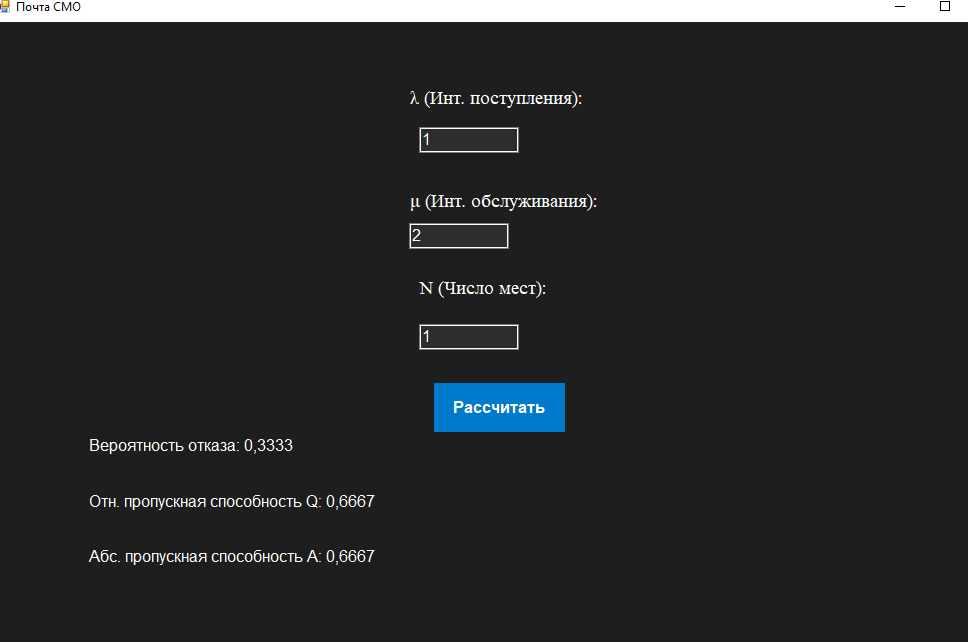 Почта СМО
λ (Инт. поступления):
1
μ (Инт. обслуживания):
2
N (Число мест):
1
Рассчитать
Вероятность отказа: 0,3333
Отн. пропускная способность Q: 0,6667
Абс. пропускная способность A: 0,6667